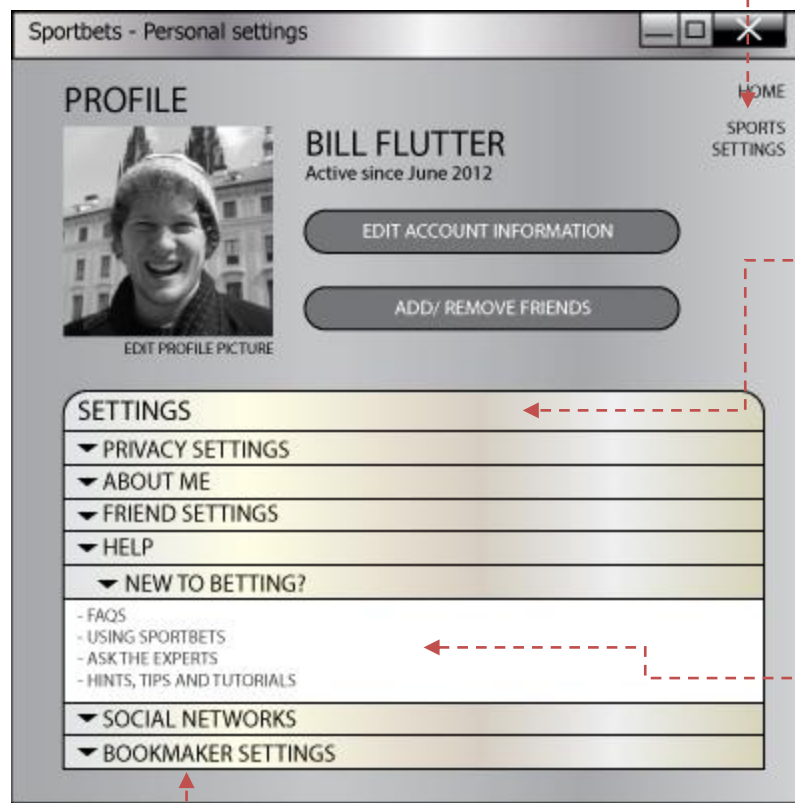 Sportbets - Personal settings
PROFILE
HOME
SPORTS
SETTINGS
BILL FLUTTER
Active since June 2012
EDIT ACCOUNT INFORMATION
ADD/ REMOVE FRIENDS
EDIT PROFILE PICTURE
SETTINGS
PRIVACY SETTINGS
ABOUT ME
FRIEND SETTINGS
HELP
NEW TO BETTING?
- FAQS
- USING SPORTBETS
- ASK THE EXPERTS
- HINTS, TIPS AND TUTORIALS
SOCIAL NETWORKS
BOOKMAKER SETTINGS